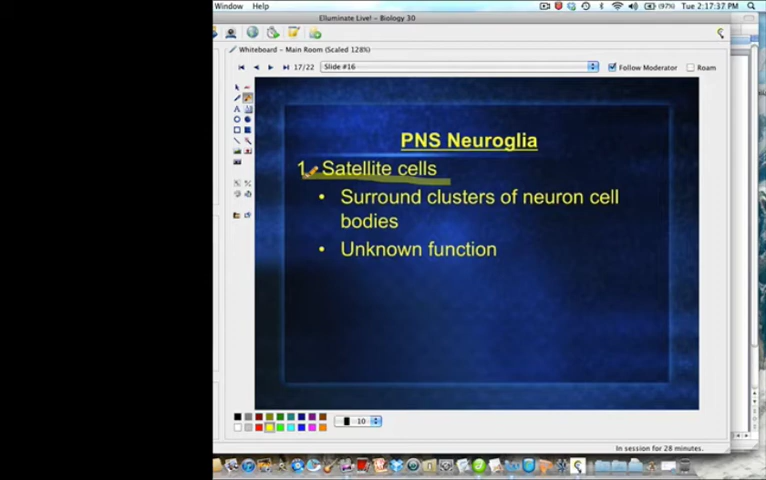 Window Help
(97%) Tue 2:17:37 PM
Elluminate Live! - Biology 30
Whiteboard - Main Room (Scaled 128%)
17/22 Slide #16 Follow Moderator Roam
PNS Neuroglia
1. Satellite cells
• Surround clusters of neuron cell
bodies
• Unknown function
10
In session for 28 minutes.